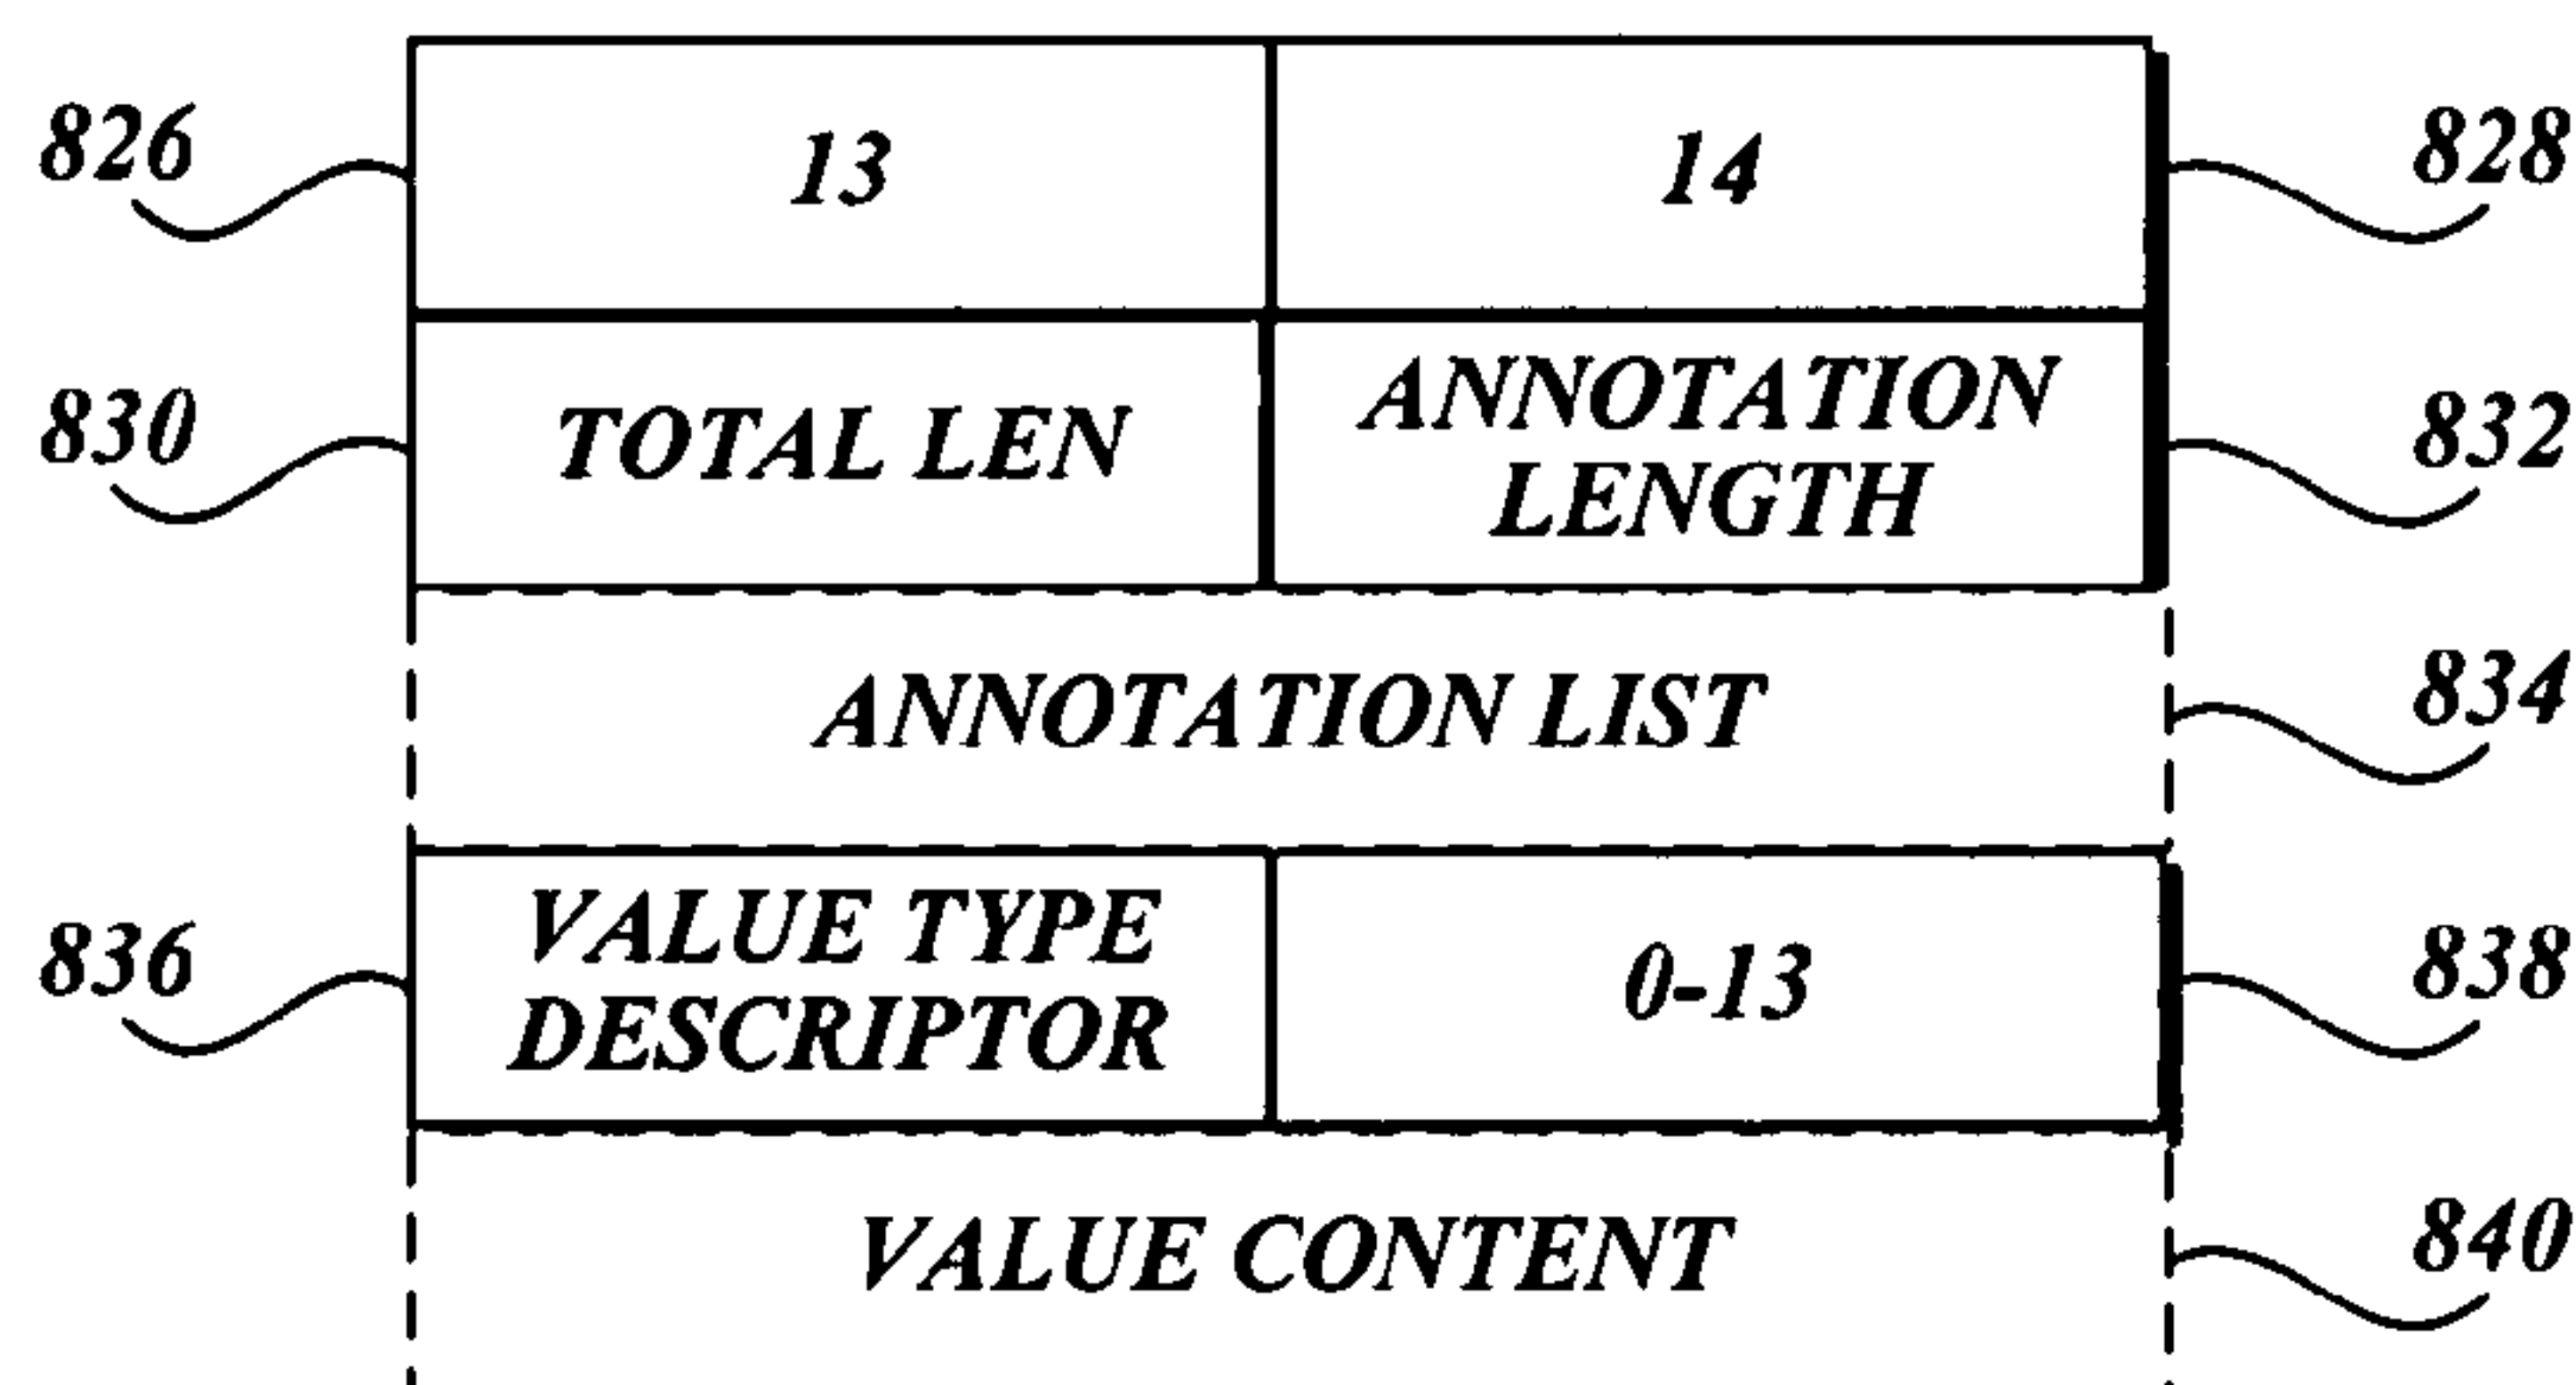 826 13 14 828
830 TOTAL LEN ANNOTATION LENGTH 832
ANNOTATION LIST 834
836 VALUE TYPE DESCRIPTOR 0-13 838
VALUE CONTENT 840